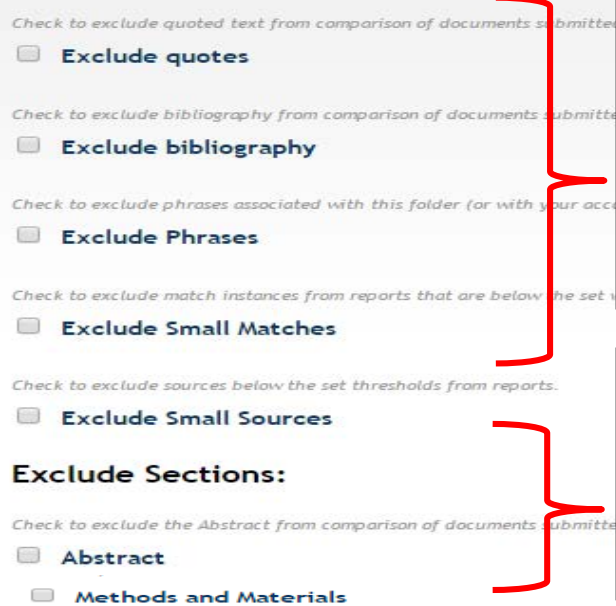 Check to exclude quoted text from comparison of documents submitted
Exclude quotes
Check to exclude bibliography from comparison of documents submitte
Exclude bibliography
Check to exclude phrases associated with this folder (or with your acc
Exclude Phrases
Check to exclude match instances from reports that are below the set
Exclude Small Matches
Check to exclude sources below the set thresholds from reports.
Exclude Small Sources
Exclude Sections:
Check to exclude the Abstract from comparison of documents submitte
Abstract
Methods and Materials